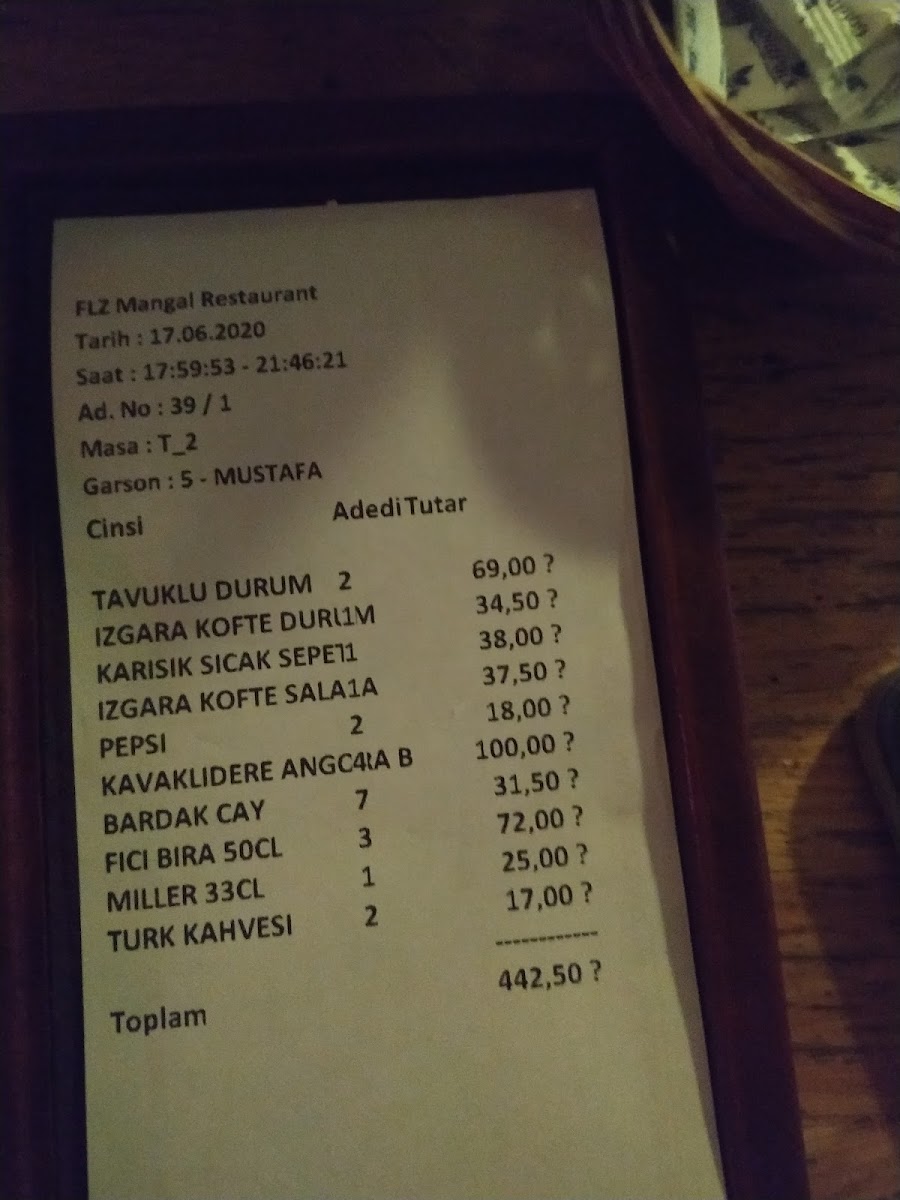 FLZ Mangal Restaurant
Tarih : 17.06.2020
Saat : 17:59:53 - 21:46:21
Ad. No : 39 / 1
Masa : T_2
Garson : 5 - MUSTAFA
Cinsi Adedi Tutar
TAVUKLU DURUM 2 69,00 ?
IZGARA KOFTE DURU1M 34,50 ?
KARISIK SICAK SEPET1 38,00 ?
IZGARA KOFTE SALA1A 37,50 ?
PEPSI 2 18,00 ?
KAVAKLIDERE ANGO4RA B 100,00 ?
BARDAK CAY 7 31,50 ?
FICI BIRA 50CL 3 72,00 ?
MILLER 33CL 1 25,00 ?
TURK KAHVESI 2 17,00 ?
------------
Toplam 442,50 ?